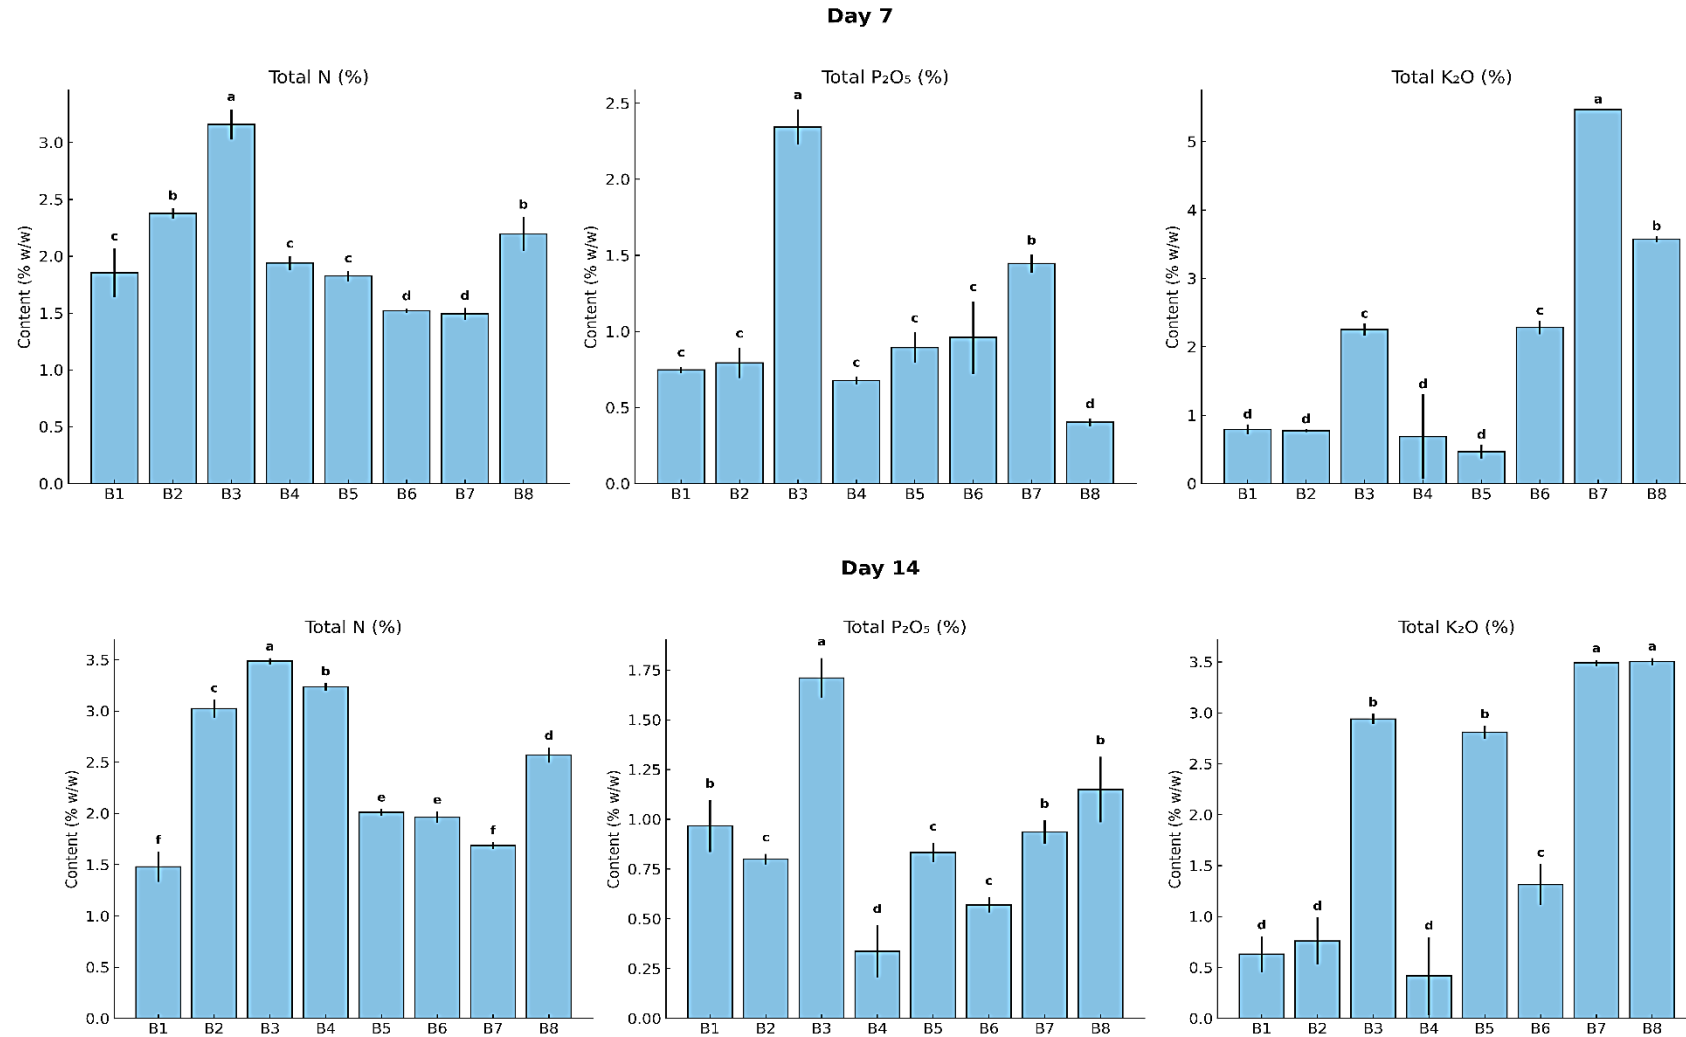 Day 7
Total N (%)
Content (% w/w)
3.0
2.5
2.0
1.5
1.0
0.5
0.0
c
b
a
c
c
d
d
b
B1 B2 B3 B4 B5 B6 B7 B8
Total P₂O₅ (%)
Content (% w/w)
2.5
2.0
1.5
1.0
0.5
0.0
c
c
a
c
c
c
b
d
B1 B2 B3 B4 B5 B6 B7 B8
Total K₂O (%)
Content (% w/w)
5
4
3
2
1
0
d
d
c
d
d
c
a
b
B1 B2 B3 B4 B5 B6 B7 B8
Day 14
Total N (%)
Content (% w/w)
3.5
3.0
2.5
2.0
1.5
1.0
0.5
0.0
f
c
a
b
e
e
f
d
B1 B2 B3 B4 B5 B6 B7 B8
Total P₂O₅ (%)
Content (% w/w)
1.75
1.50
1.25
1.00
0.75
0.50
0.25
0.00
b
c
a
d
c
c
b
b
B1 B2 B3 B4 B5 B6 B7 B8
Total K₂O (%)
Content (% w/w)
3.5
3.0
2.5
2.0
1.5
1.0
0.5
0.0
d
d
b
d
b
c
a
a
B1 B2 B3 B4 B5 B6 B7 B8